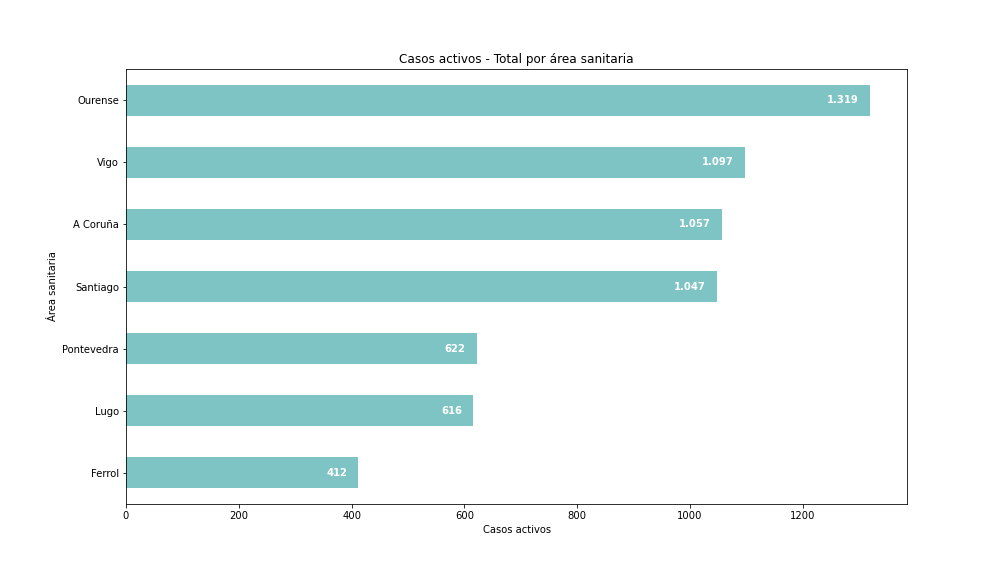 Casos activos - Total por área sanitaria
Ourense
1.319
Vigo
1.097
A Coruña
1.057
Santiago
1.047
Pontevedra
622
Lugo
616
Ferrol
412
Área sanitaria
0 200 400 600 800 1000 1200
Casos activos